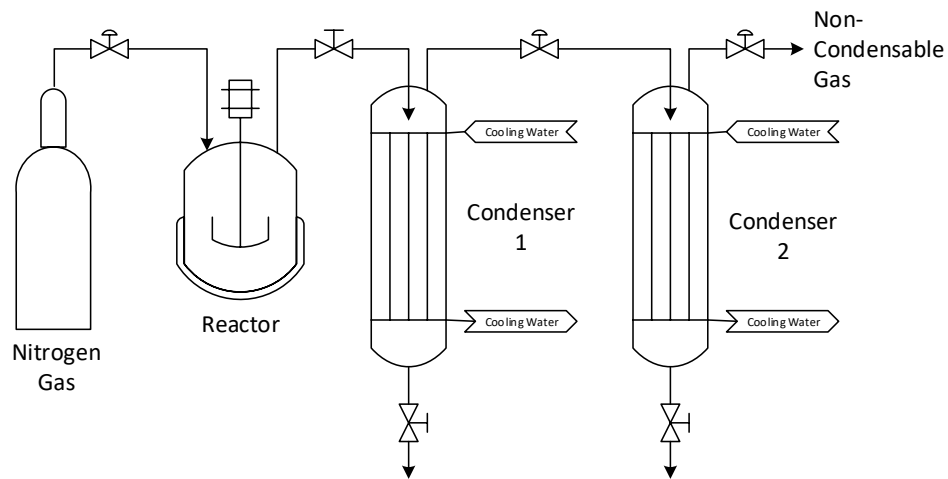 Non-
Condensable
Gas
Cooling Water
Cooling Water
Condenser
1
Condenser
2
Cooling Water
Cooling Water
Reactor
Nitrogen
Gas